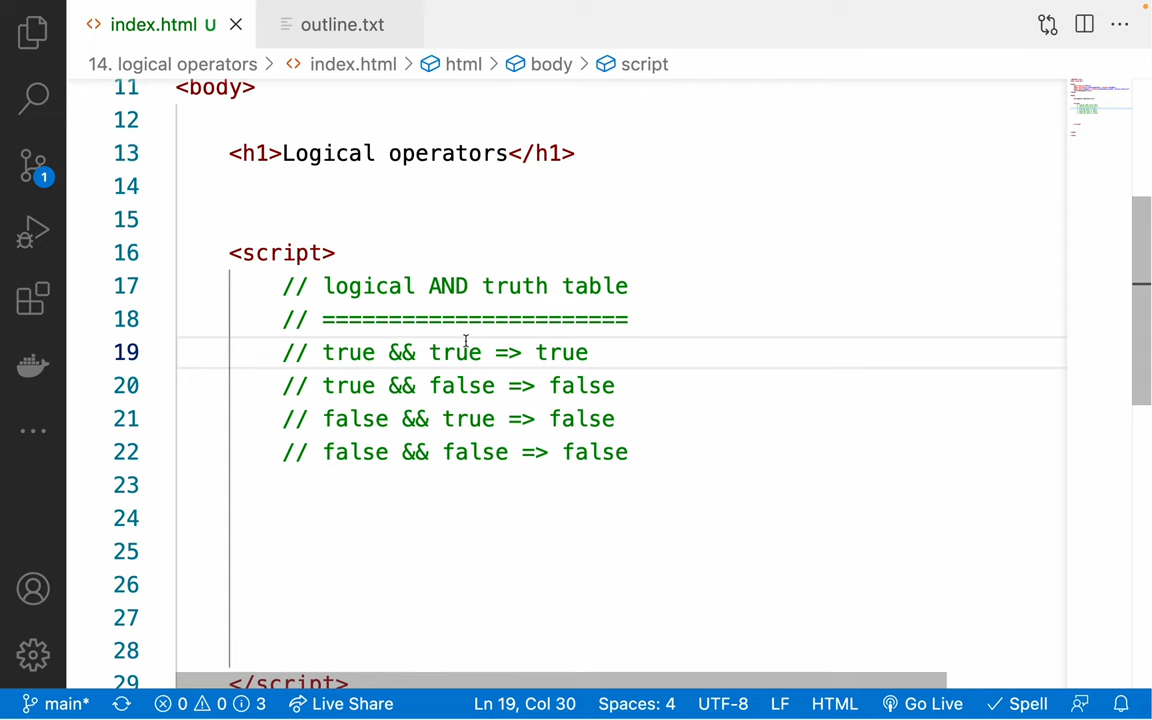 index.html U
outline.txt
14. logical operators > index.html > html > body > script
11 <body>
12
13 <h1>Logical operators</h1>
14
15
16 <script>
17 // logical AND truth table
18 // =======================
19 // true && true => true
20 // true && false => false
21 // false && true => false
22 // false && false => false
23
24
25
26
27
28
29 </script>
1
main* 0 0 3 Live Share Ln 19, Col 30 Spaces: 4 UTF-8 LF HTML Go Live Spell